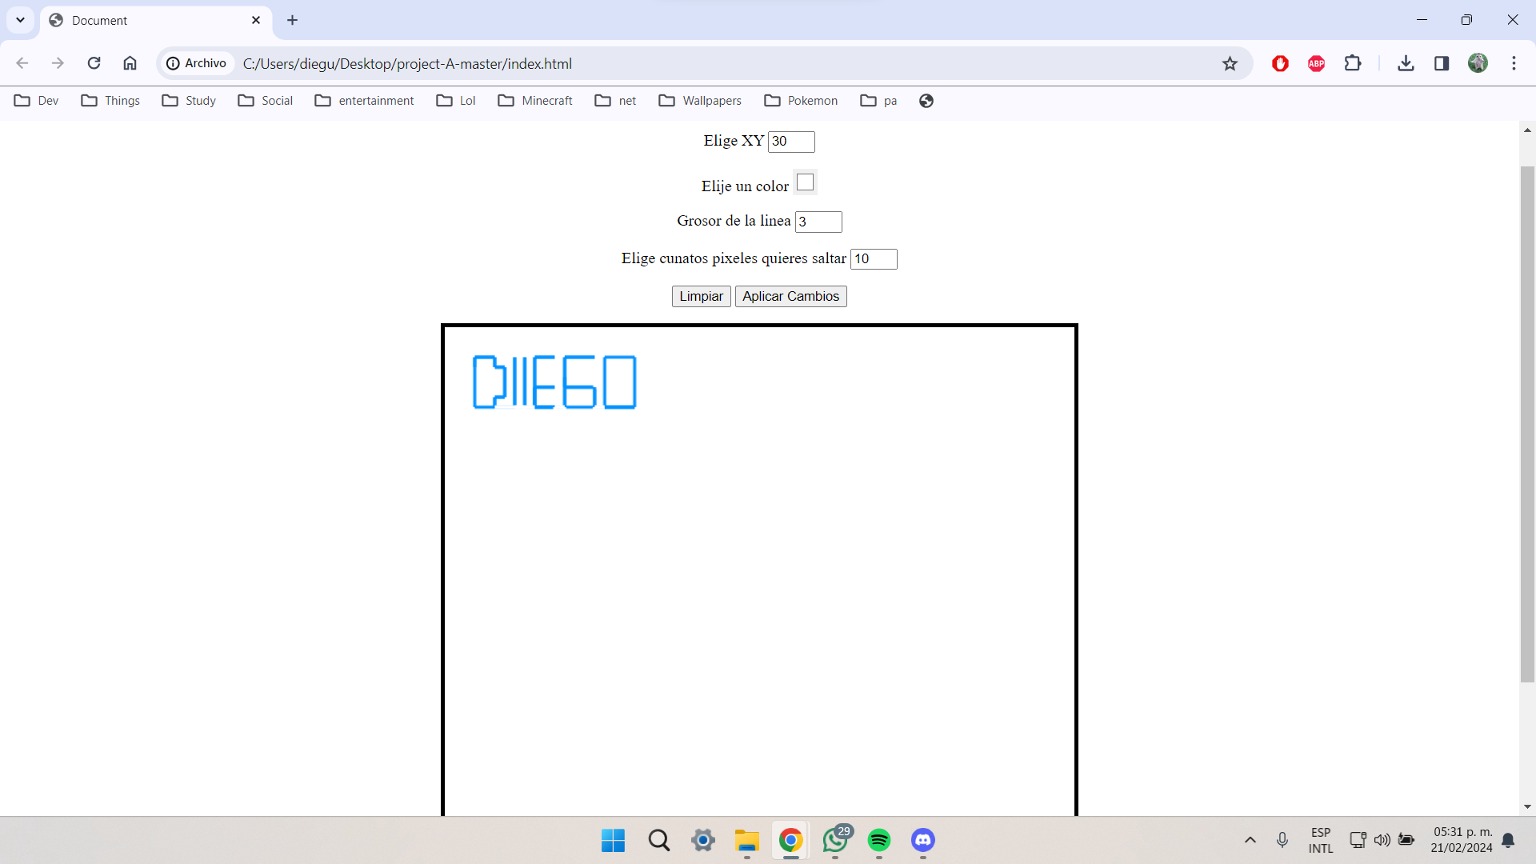 Document
Archivo C:/Users/diegu/Desktop/project-A-master/index.html
ABP
Dev Things Study Social entertainment Lol Minecraft net Wallpapers Pokemon pa
Elige XY 30
Elije un color
Grosor de la linea 3
Elige cunatos pixeles quieres saltar 10
Limpiar Aplicar Cambios
DIEGO
29
ESP
INTL
05:31 p. m.
21/02/2024